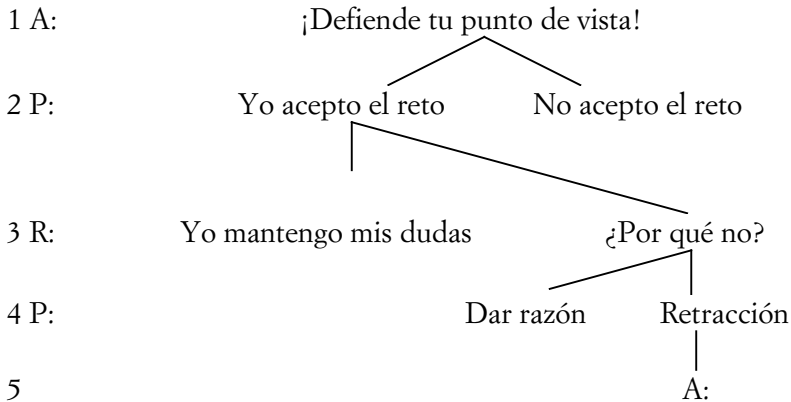 1 A: ¡Defiende tu punto de vista!
2 P: Yo acepto el reto No acepto el reto
3 R: Yo mantengo mis dudas ¿Por qué no?
4 P: Dar razón Retracción
5 A: